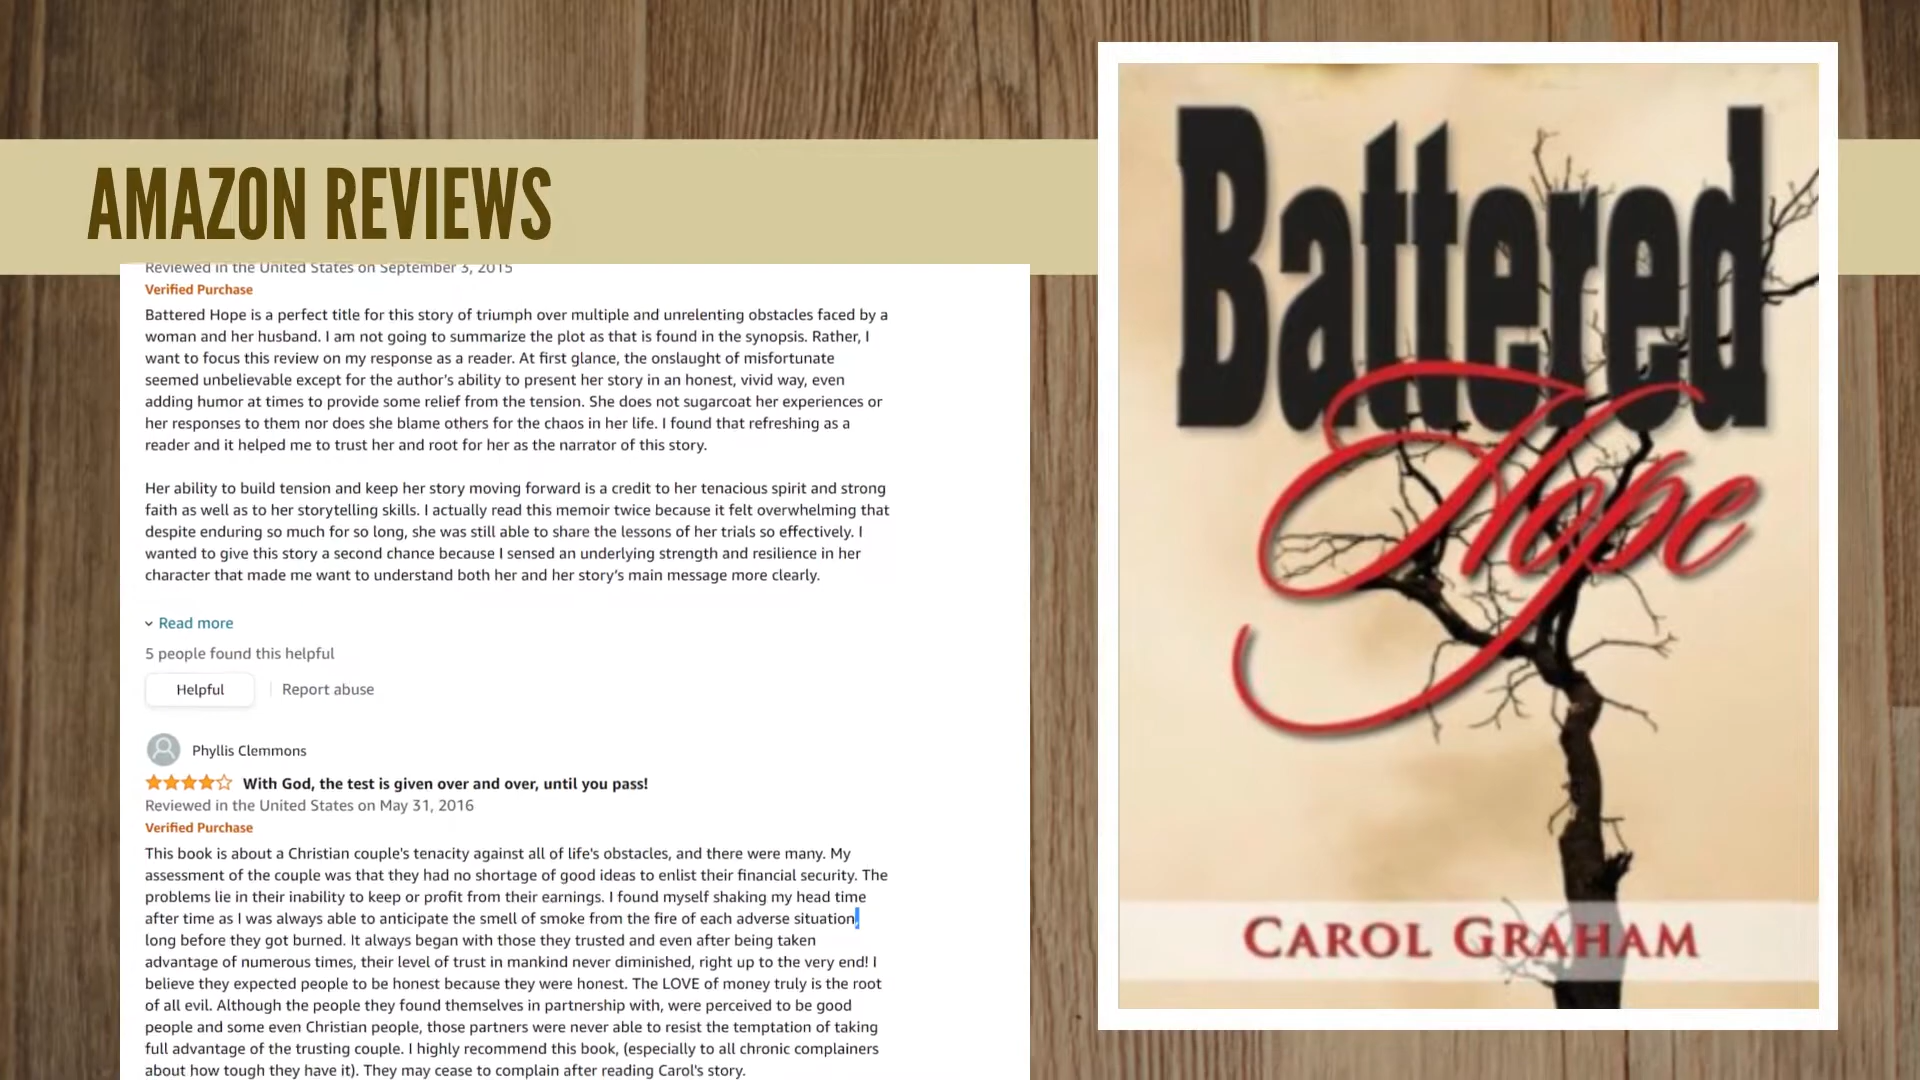 AMAZON REVIEWS
Reviewed in the United States on September 3, 2015
Verified Purchase
Battered Hope is a perfect title for this story of triumph over multiple and unrelenting obstacles faced by a
woman and her husband. I am not going to summarize the plot as that is found in the synopsis. Rather, I
want to focus this review on my response as a reader. At first glance, the onslaught of misfortunate
seemed unbelievable except for the author's ability to present her story in an honest, vivid way, even
adding humor at times to provide some relief from the tension. She does not sugarcoat her experiences or
her responses to them nor does she blame others for the chaos in her life. I found that refreshing as a
reader and it helped me to trust her and root for her as the narrator of this story.
Her ability to build tension and keep her story moving forward is a credit to her tenacious spirit and strong
faith as well as to her storytelling skills. I actually read this memoir twice because it felt overwhelming that
despite enduring so much for so long, she was still able to share the lessons of her trials so effectively. I
wanted to give this story a second chance because I sensed an underlying strength and resilience in her
character that made me want to understand both her and her story's main message more clearly.
Read more
5 people found this helpful
Helpful
Report abuse
Phyllis Clemmons
With God, the test is given over and over, until you pass!
Reviewed in the United States on May 31, 2016
Verified Purchase
This book is about a Christian couple's tenacity against all of life's obstacles, and there were many. My
assessment of the couple was that they had no shortage of good ideas to enlist their financial security. The
problems lie in their inability to keep or profit from their earnings. I found myself shaking my head time
after time as I was always able to anticipate the smell of smoke from the fire of each adverse situation,
long before they got burned. It always began with those they trusted and even after being taken
advantage of numerous times, their level of trust in mankind never diminished, right up to the very end! I
believe they expected people to be honest because they were honest. The LOVE of money truly is the root
of all evil. Although the people they found themselves in partnership with, were perceived to be good
people and some even Christian people, those partners were never able to resist the temptation of taking
full advantage of the trusting couple. I highly recommend this book, (especially to all chronic complainers
about how tough they have it). They may cease to complain after reading Carol's story.
Battered
Hope
CAROL GRAHAM